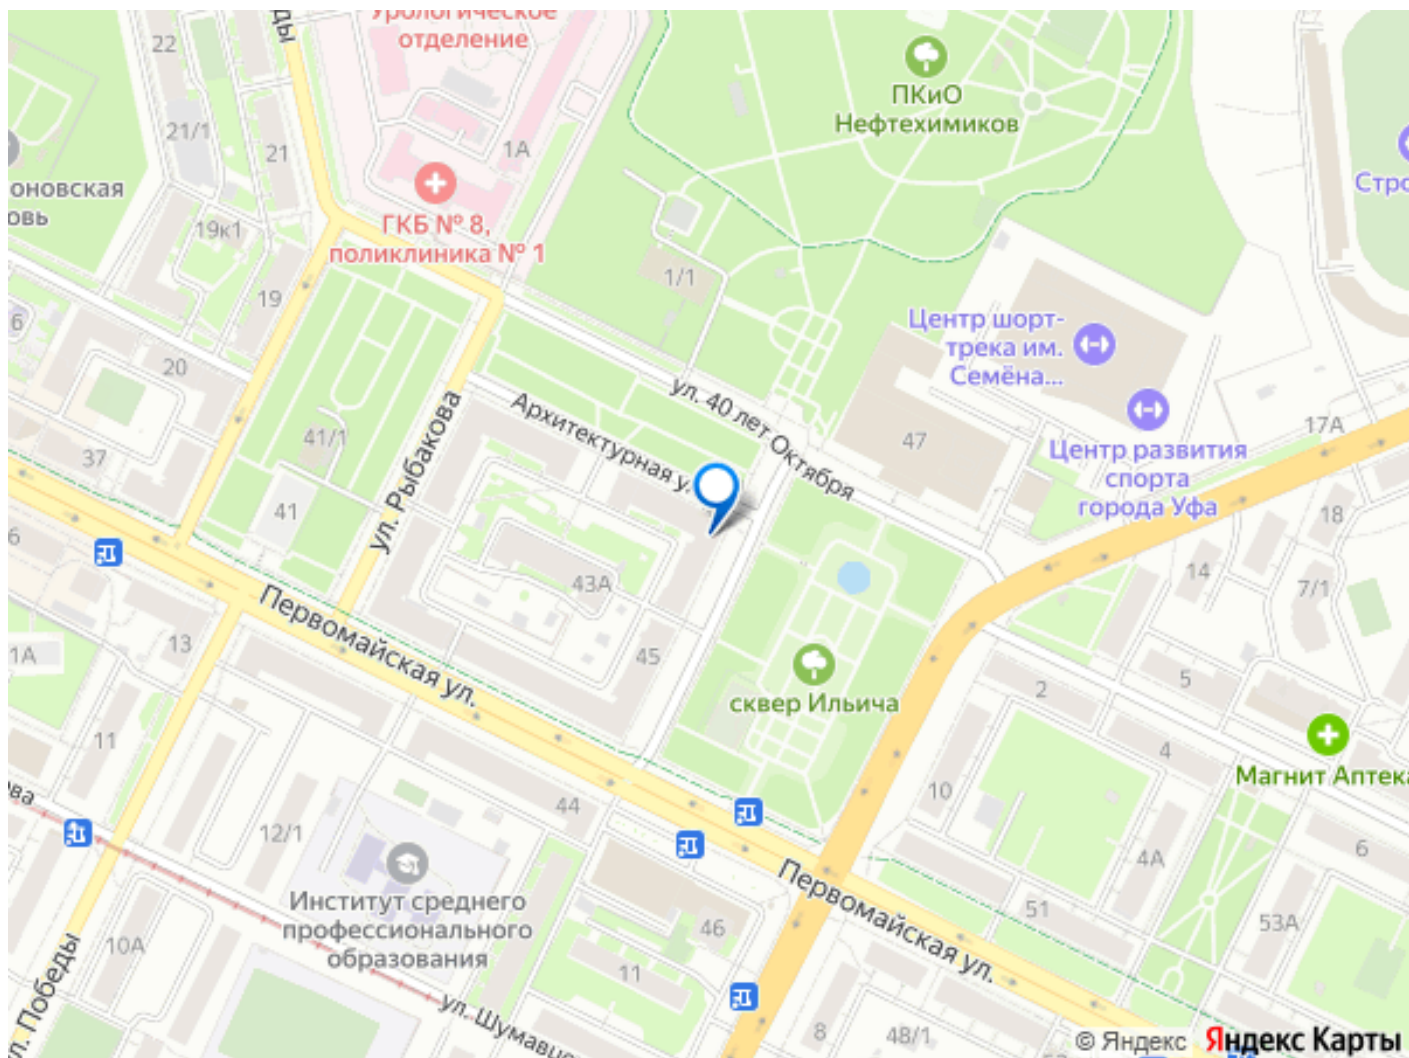 Урологическое
отделение
22
21/1
21
1А
ПКиО
Нефтехимиков
ГКБ № 8,
поликлиника № 1
19к1
19
1/1
20
6
37
41/1
41
ул. Рыбакова
Архитектурная у
ул. 40 лет Октября
Центр шорт-
трека им.
Семёна...
47
Центр развития
спорта
города Уфа
17А
18
14
7/1
6
43А
45
13
1А
11
Первомайская ул.
сквер Ильича
2
5
4
10
Магнит Аптека
44
12/1
4А
6
Институт среднего
профессионального
образования
Первомайская ул.
51
53А
46
11
10А
ул. Победы
ул. Шумавцо
8
48/1
© Яндекс Яндекс Карты